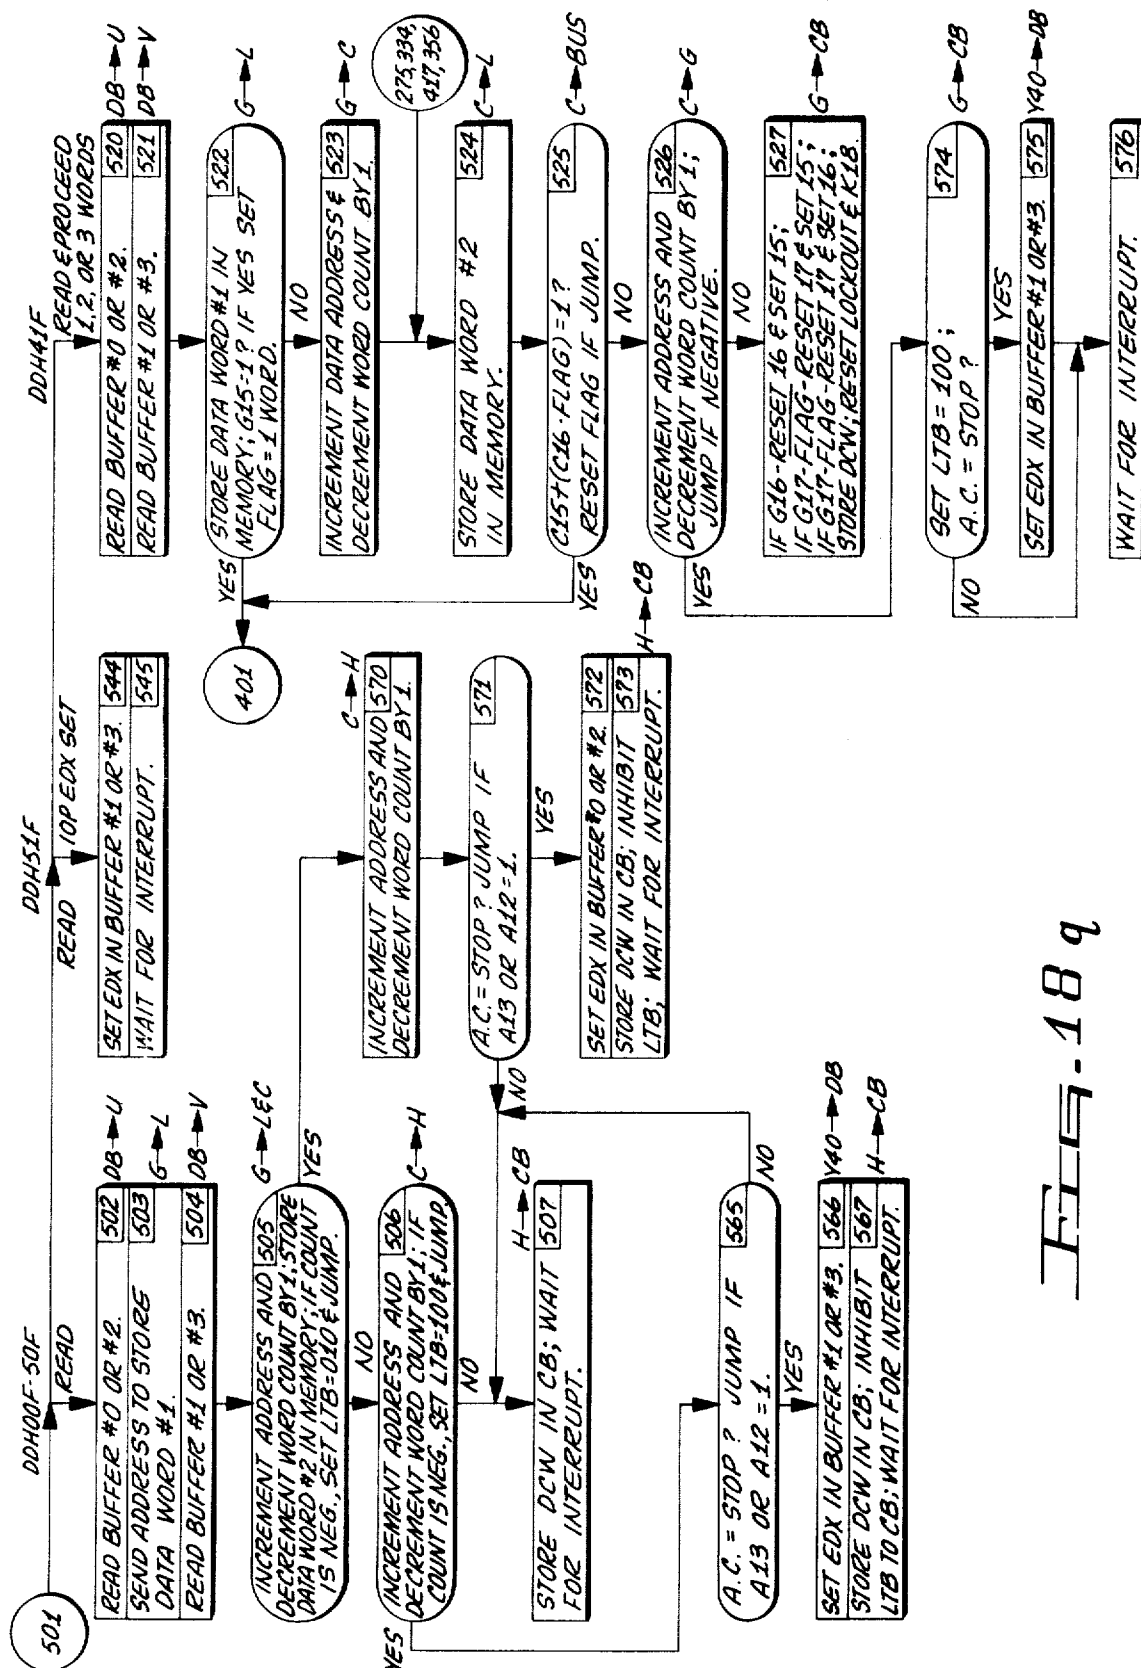 501
DDH00F-50F
READ
READ BUFFER #0 OR #2. 502
DB→U
SEND ADDRESS TO STORE 503
DATA WORD #1.
G→L
READ BUFFER #1 OR #3. 504
DB→V
INCREMENT ADDRESS AND 505
DECREMENT WORD COUNT BY 1; STORE
DATA WORD #2 IN MEMORY; IF COUNT
IS NEG., SET LTB=010 & JUMP.
G→L&C
YES
NO
INCREMENT ADDRESS AND 506
DECREMENT WORD COUNT BY 1; IF
COUNT IS NEG., SET LTB=100 & JUMP.
C→H
YES
NO
H→CB
STORE DCW IN CB; WAIT 507
FOR INTERRUPT.
A.C. = STOP ? JUMP IF 565
A13 OR A12 = 1.
NO
YES
SET EDX IN BUFFER #1 OR #3. 566
Y40→DB
STORE DCW IN CB; INHIBIT 567
LTB TO CB; WAIT FOR INTERRUPT.
H→CB
DDH51F
READ
IOP EDX SET
SET EDX IN BUFFER #1 OR #3. 544
WAIT FOR INTERRUPT. 545
C→H
INCREMENT ADDRESS AND 570
DECREMENT WORD COUNT BY 1.
A.C. = STOP ? JUMP IF 571
A13 OR A12 = 1.
NO
YES
SET EDX IN BUFFER #0 OR #2. 572
STORE DCW IN CB; INHIBIT 573
LTB; WAIT FOR INTERRUPT.
H→CB
DDH41F
READ & PROCEED
1, 2, OR 3 WORDS
READ BUFFER #0 OR #2. 520
DB→U
READ BUFFER #1 OR #3. 521
DB→V
STORE DATA WORD #1 IN 522
MEMORY; G15=1 ? IF YES SET
FLAG = 1 WORD.
G→L
YES
401
NO
INCREMENT DATA ADDRESS & 523
DECREMENT WORD COUNT BY 1.
G→C
275, 334,
417, 356
STORE DATA WORD #2 524
IN MEMORY.
C→L
C15+(C16·FLAG)=1 ? 525
RESET FLAG IF JUMP.
C→BUS
YES
NO
INCREMENT ADDRESS AND 526
DECREMENT WORD COUNT BY 1;
JUMP IF NEGATIVE.
C→G
YES
NO
IF G16-RESET 16 & SET 15; 527
IF G17-FLAG-RESET 17 & SET 15;
IF G17-FLAG-RESET 17 & SET 16;
STORE DCW; RESET LOCKOUT & K18.
G→CB
SET LTB = 100; 574
A.C. = STOP ?
G→CB
NO
YES
SET EDX IN BUFFER #1 OR #3. 575
Y40→DB
WAIT FOR INTERRUPT. 576
FIG-18q